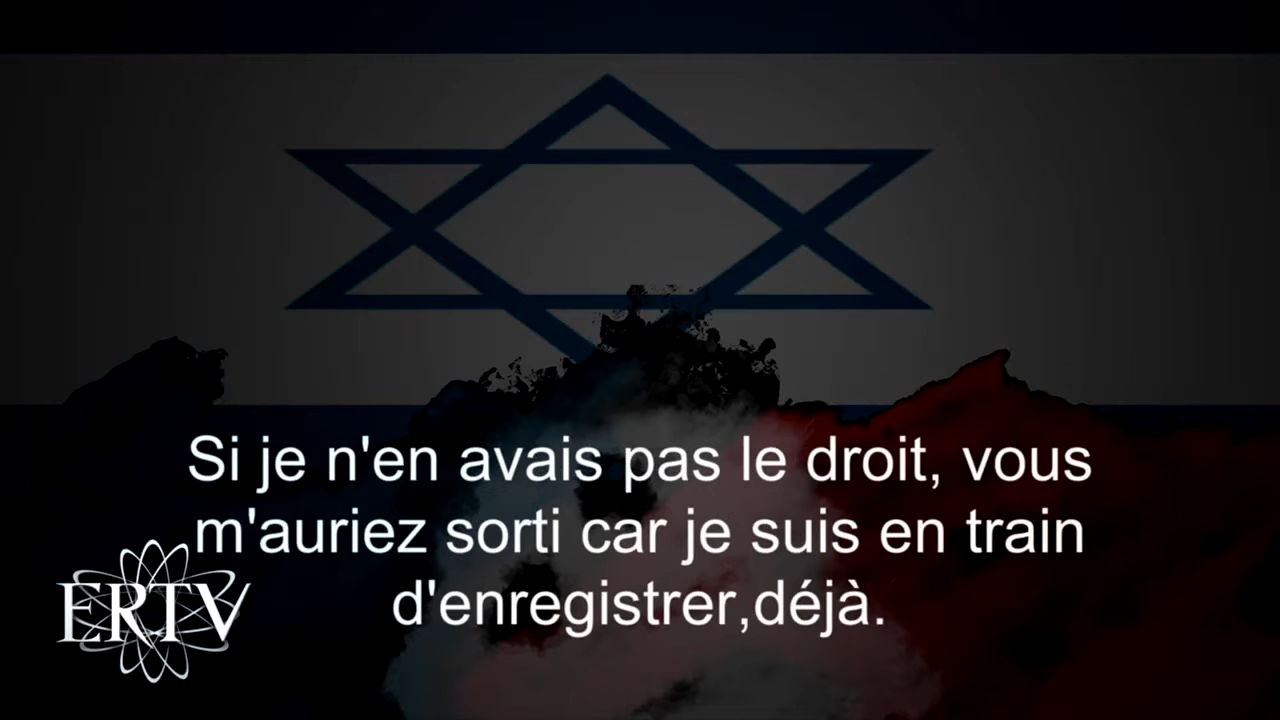 Si je n'en avais pas le droit, vous
m'auriez sorti car je suis en train
d'enregistrer,déjà.
ERTV